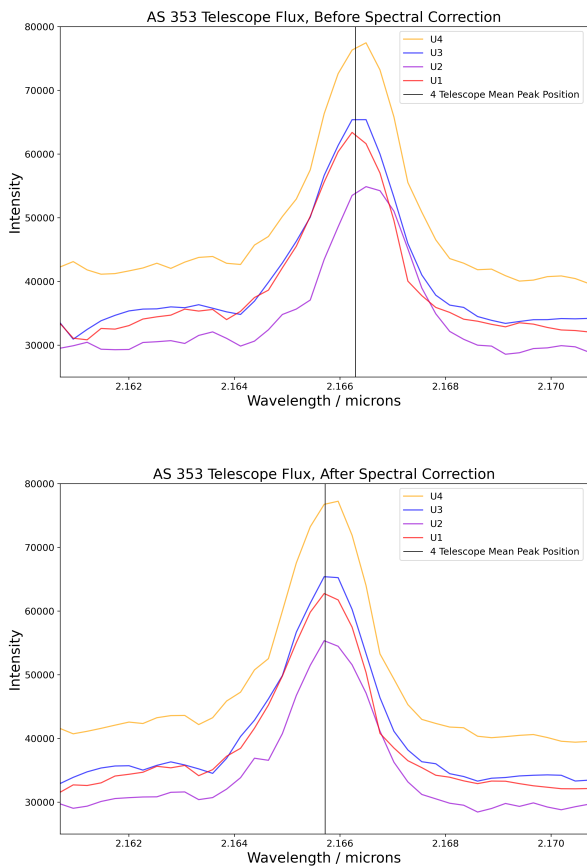 AS 353 Telescope Flux, Before Spectral Correction
80000
70000
60000
50000
40000
30000
Intensity
U4
U3
U2
U1
4 Telescope Mean Peak Position
2.162 2.164 2.166 2.168 2.170
Wavelength / microns
AS 353 Telescope Flux, After Spectral Correction
80000
70000
60000
50000
40000
30000
Intensity
U4
U3
U2
U1
4 Telescope Mean Peak Position
2.162 2.164 2.166 2.168 2.170
Wavelength / microns